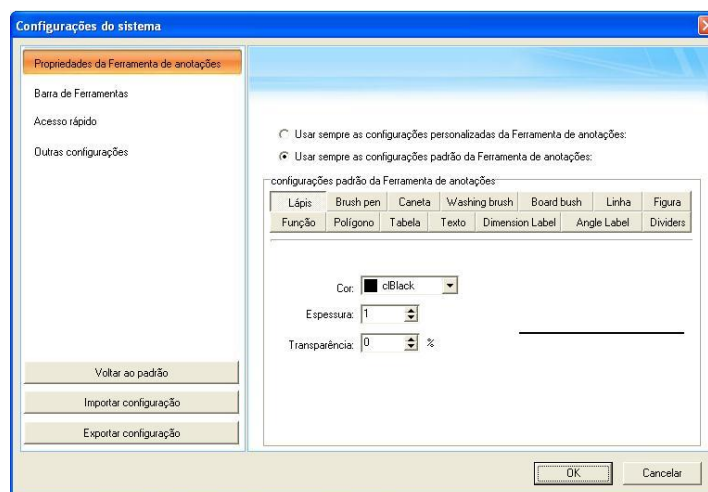 Configurações do sistema
Propriedades da Ferramenta de anotações
Barra de Ferramentas
Acesso rápido
Outras configurações
Voltar ao padrão
Importar configuração
Exportar configuração
Usar sempre as configurações personalizadas da Ferramenta de anotações:
Usar sempre as configurações padrão da Ferramenta de anotações:
configurações padrão da Ferramenta de anotações
Lápis Brush pen Caneta Washing brush Board bush Linha Figura
Função Polígono Tabela Texto Dimension Label Angle Label Dividers
Cor: clBlack
Espessura: 1
Transparência: 0 %
OK Cancelar